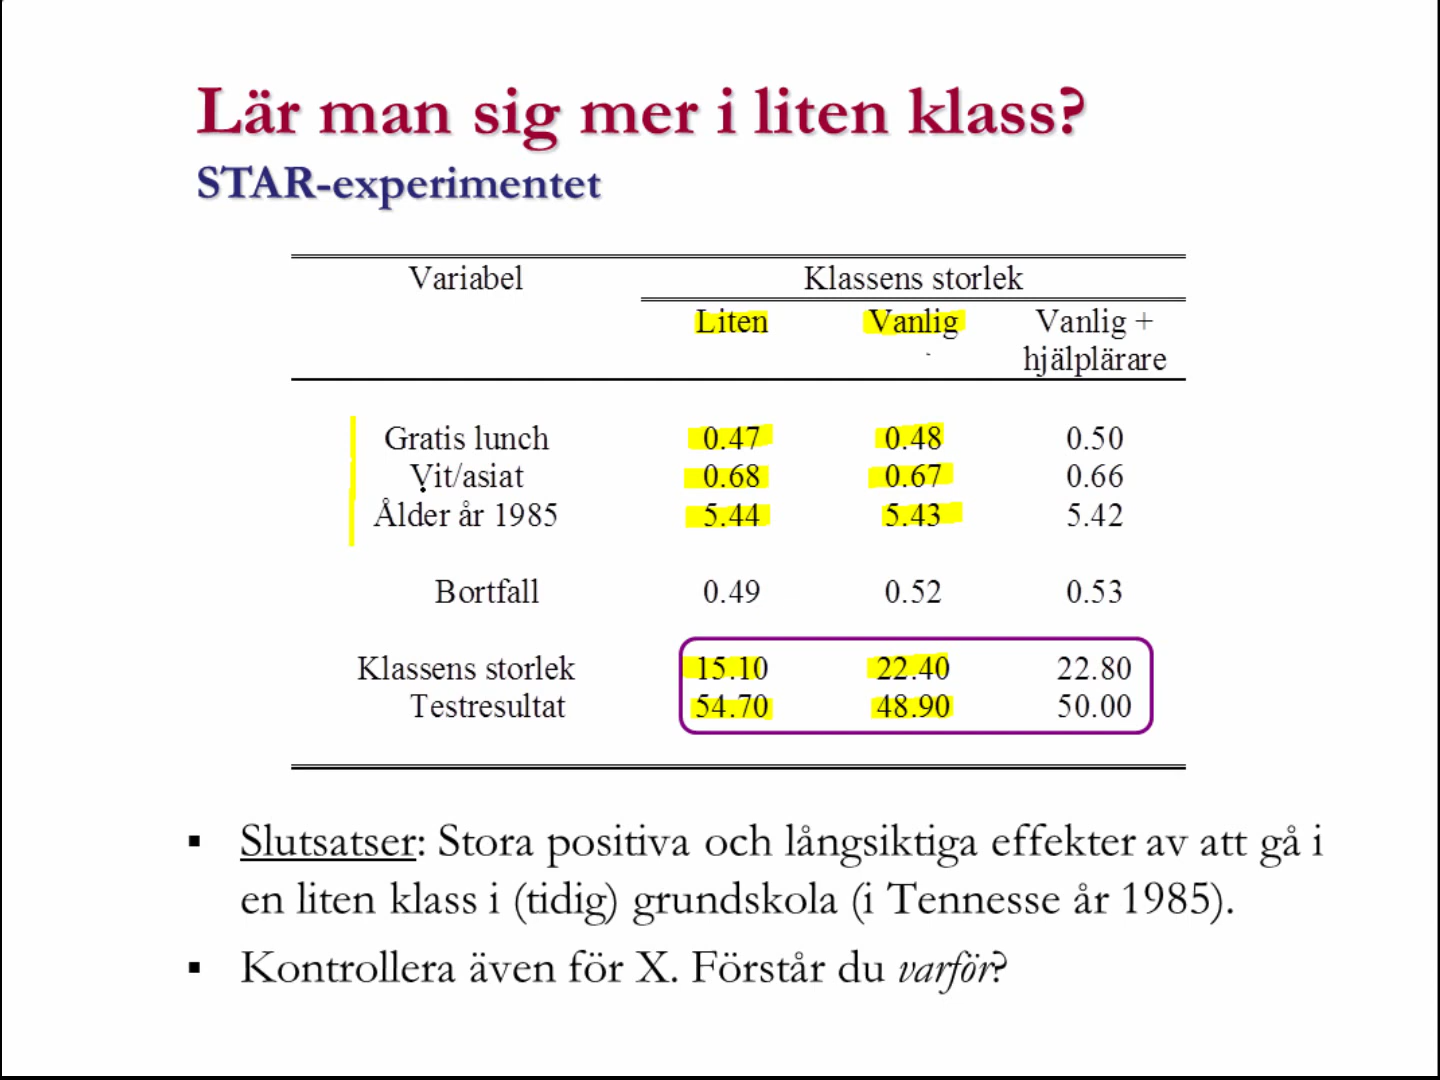 Lär man sig mer i liten klass?
STAR-experimentet
Variabel Klassens storlek
Liten Vanlig Vanlig +
hjälplärare
Gratis lunch 0.47 0.48 0.50
Vit/asiat 0.68 0.67 0.66
Ålder år 1985 5.44 5.43 5.42
Bortfall 0.49 0.52 0.53
Klassens storlek 15.10 22.40 22.80
Testresultat 54.70 48.90 50.00
▪ Slutsatser: Stora positiva och långsiktiga effekter av att gå i
en liten klass i (tidig) grundskola (i Tennesse år 1985).
▪ Kontrollera även för X. Förstår du varför?